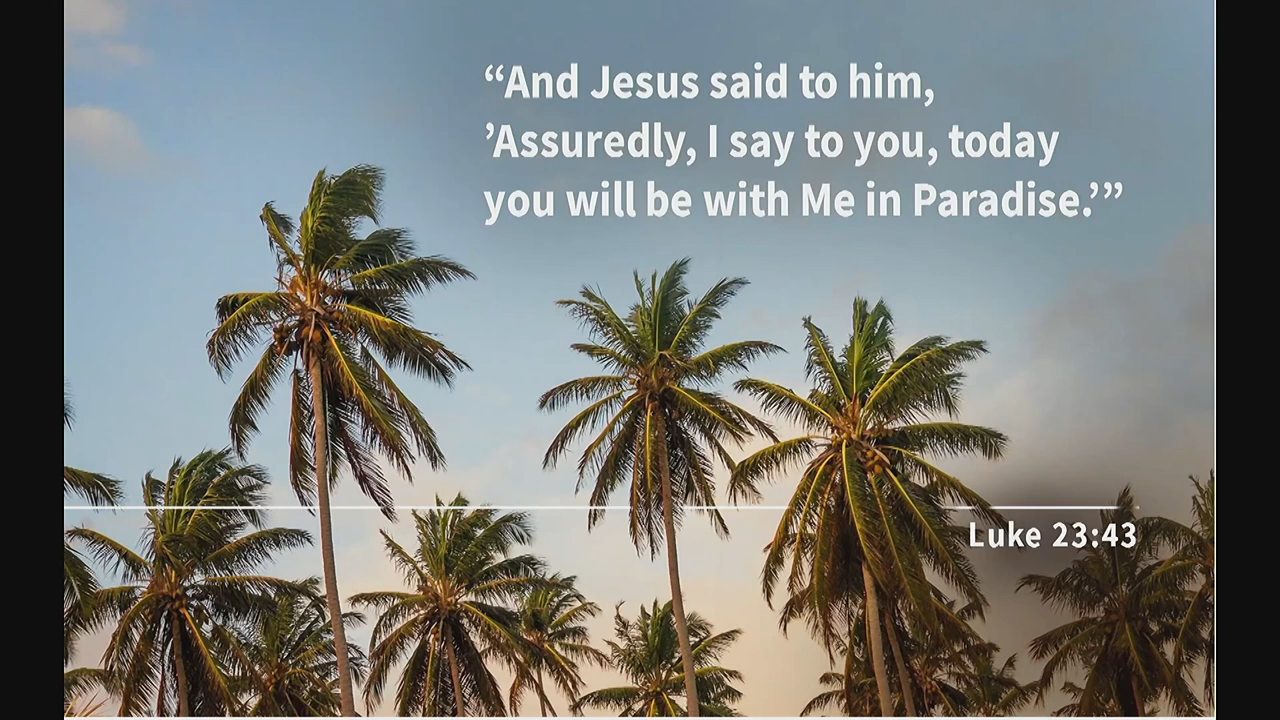 “And Jesus said to him,
’Assuredly, I say to you, today
you will be with Me in Paradise.’”
Luke 23:43